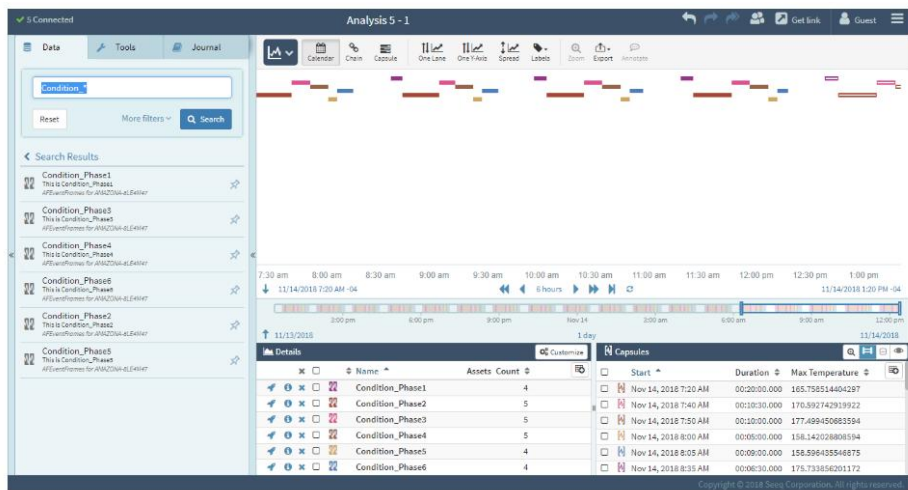 5 Connected
Analysis 5 - 1
Get link
Guest
Data
Tools
Journal
Calendar
Chain
Capsule
One Lane
One Y-Axis
Spread
Labels
Zoom
Export
Annotate
Condition_*
Reset
More filters
Search
Search Results
Condition_Phase1
This is Condition_Phase1
Condition_Phase3
This is Condition_Phase3
Condition_Phase4
This is Condition_Phase4
Condition_Phase6
This is Condition_Phase6
Condition_Phase2
This is Condition_Phase2
Condition_Phase5
This is Condition_Phase5
7:30 am 8:00 am 8:30 am 9:00 am 9:30 am 10:00 am 10:30 am 11:00 am 11:30 am 12:00 pm 12:30 pm 1:00 pm
11/14/2018 7:20 AM -04
6 hours
11/14/2018 1:20 PM -04
3:00 pm 6:00 pm 9:00 pm Nov 14 3:00 am 6:00 am 9:00 am 12:00 pm
11/13/2018
1 day
11/14/2018
Details
Customize
Name Assets Count
Condition_Phase1 4
Condition_Phase2 5
Condition_Phase3 5
Condition_Phase4 5
Condition_Phase5 4
Condition_Phase6 4
Capsules
Start Duration Max Temperature
Nov 14, 2018 7:20 AM 00:20:00.000 165.758514404297
Nov 14, 2018 7:40 AM 00:10:30.000 170.592742919922
Nov 14, 2018 7:50 AM 00:10:00.000 177.499450683594
Nov 14, 2018 8:00 AM 00:05:00.000 158.142028808594
Nov 14, 2018 8:05 AM 00:09:00.000 158.596435546875
Nov 14, 2018 8:35 AM 00:06:30.000 175.733856201172
Copyright © 2018 Seeq Corporation. All rights reserved.